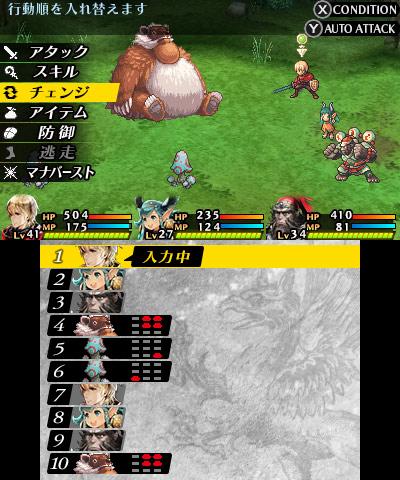 行動順を入れ替えます
X CONDITION
Y AUTO ATTACK
アタック
スキル
チェンジ
アイテム
防御
逃走
マナバースト
HP 504
MP 175
Lv41
HP 235
MP 124
Lv27
HP 410
MP 81
Lv34
1 入力中
2
3
4
5
6
7
8
9
10